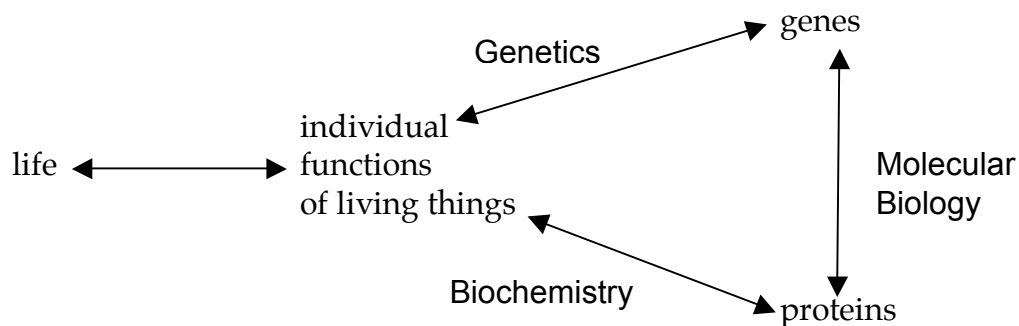 genes
Genetics
individual
life
functions
of living things
Molecular
Biology
Biochemistry
proteins